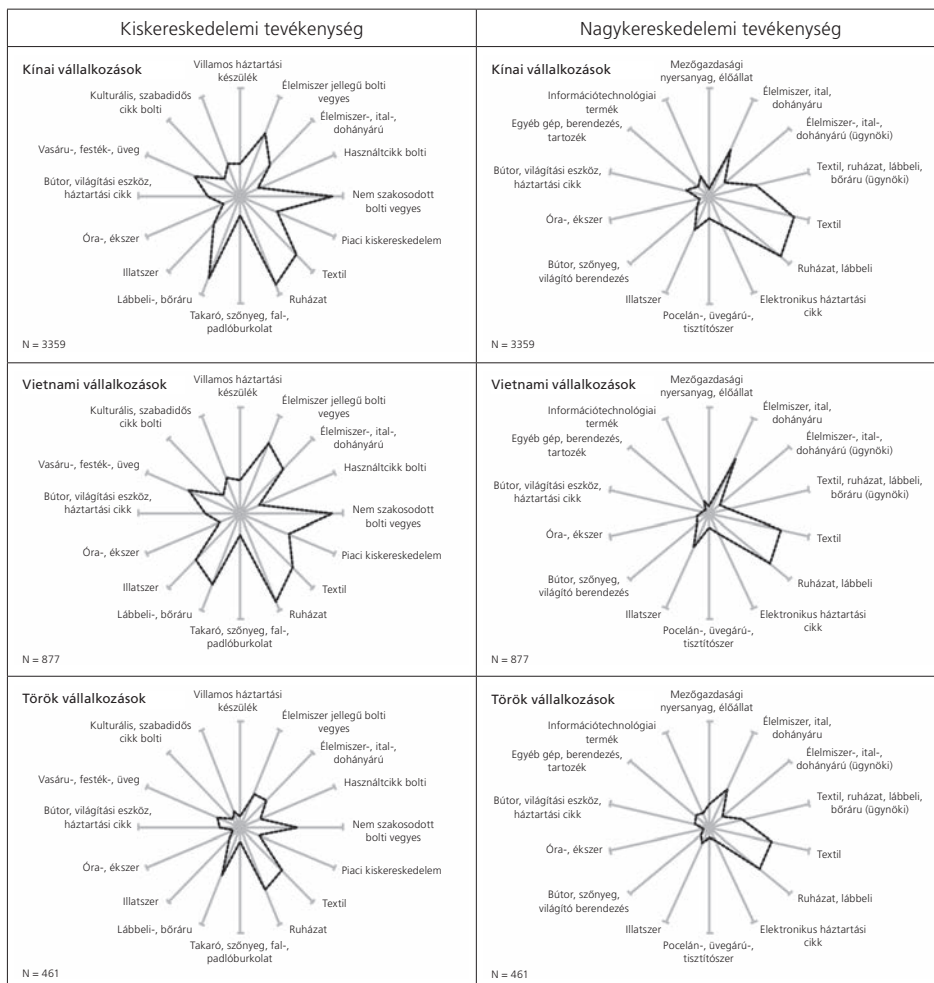 Kiskereskedelemi tevékenység
Nagykereskedelemi tevékenység
Kínai vállalkozások
Villamos háztartási
készülék
Élelmiszer jellegű bolti
vegyes
Élelmiszer-, ital-,
dohányárú
Használtcikk bolti
Nem szakosodott
bolti vegyes
Piaci kiskereskedelem
Textil
Ruházat
Takaró, szőnyeg, fal-,
padlóburkolat
Lábbeli-, bőráru
Illatszer
Óra-, ékszer
Bútor, világítási eszköz,
háztartási cikk
Vasáru-, festék-, üveg
Kulturális, szabadidős
cikk bolti
N = 3359
Kínai vállalkozások
Mezőgazdasági
nyersanyag, élőállat
Élelmiszer, ital,
dohányáru
Élelmiszer-, ital-,
dohányárú (ügynöki)
Textil, ruházat, lábbeli,
bőráru (ügynöki)
Textil
Ruházat, lábbeli
Elektronikus háztartási
cikk
Pocelán-, üvegárú-,
tisztítószer
Illatszer
Bútor, szőnyeg,
világító berendezés
Óra-, ékszer
Bútor, világítási eszköz,
háztartási cikk
Egyéb gép, berendezés,
tartozék
Információtechnológiai
termék
N = 3359
Vietnami vállalkozások
Villamos háztartási
készülék
Élelmiszer jellegű bolti
vegyes
Élelmiszer-, ital-,
dohányárú
Használtcikk bolti
Nem szakosodott
bolti vegyes
Piaci kiskereskedelem
Textil
Ruházat
Takaró, szőnyeg, fal-,
padlóburkolat
Lábbeli-, bőráru
Illatszer
Óra-, ékszer
Bútor, világítási eszköz,
háztartási cikk
Vasáru-, festék-, üveg
Kulturális, szabadidős
cikk bolti
N = 877
Vietnami vállalkozások
Mezőgazdasági
nyersanyag, élőállat
Élelmiszer, ital,
dohányáru
Élelmiszer-, ital-,
dohányárú (ügynöki)
Textil, ruházat, lábbeli,
bőráru (ügynöki)
Textil
Ruházat, lábbeli
Elektronikus háztartási
cikk
Pocelán-, üvegárú-,
tisztítószer
Illatszer
Bútor, szőnyeg,
világító berendezés
Óra-, ékszer
Bútor, világítási eszköz,
háztartási cikk
Egyéb gép, berendezés,
tartozék
Információtechnológiai
termék
N = 877
Török vállalkozások
Villamos háztartási
készülék
Élelmiszer jellegű bolti
vegyes
Élelmiszer-, ital-,
dohányárú
Használtcikk bolti
Nem szakosodott
bolti vegyes
Piaci kiskereskedelem
Textil
Ruházat
Takaró, szőnyeg, fal-,
padlóburkolat
Lábbeli-, bőráru
Illatszer
Óra-, ékszer
Bútor, világítási eszköz,
háztartási cikk
Vasáru-, festék-, üveg
Kulturális, szabadidős
cikk bolti
N = 461
Török vállalkozások
Mezőgazdasági
nyersanyag, élőállat
Élelmiszer, ital,
dohányáru
Élelmiszer-, ital-,
dohányárú (ügynöki)
Textil, ruházat, lábbeli,
bőráru (ügynöki)
Textil
Ruházat, lábbeli
Elektronikus háztartási
cikk
Pocelán-, üvegárú-,
tisztítószer
Illatszer
Bútor, szőnyeg,
világító berendezés
Óra-, ékszer
Bútor, világítási eszköz,
háztartási cikk
Egyéb gép, berendezés,
tartozék
Információtechnológiai
termék
N = 461